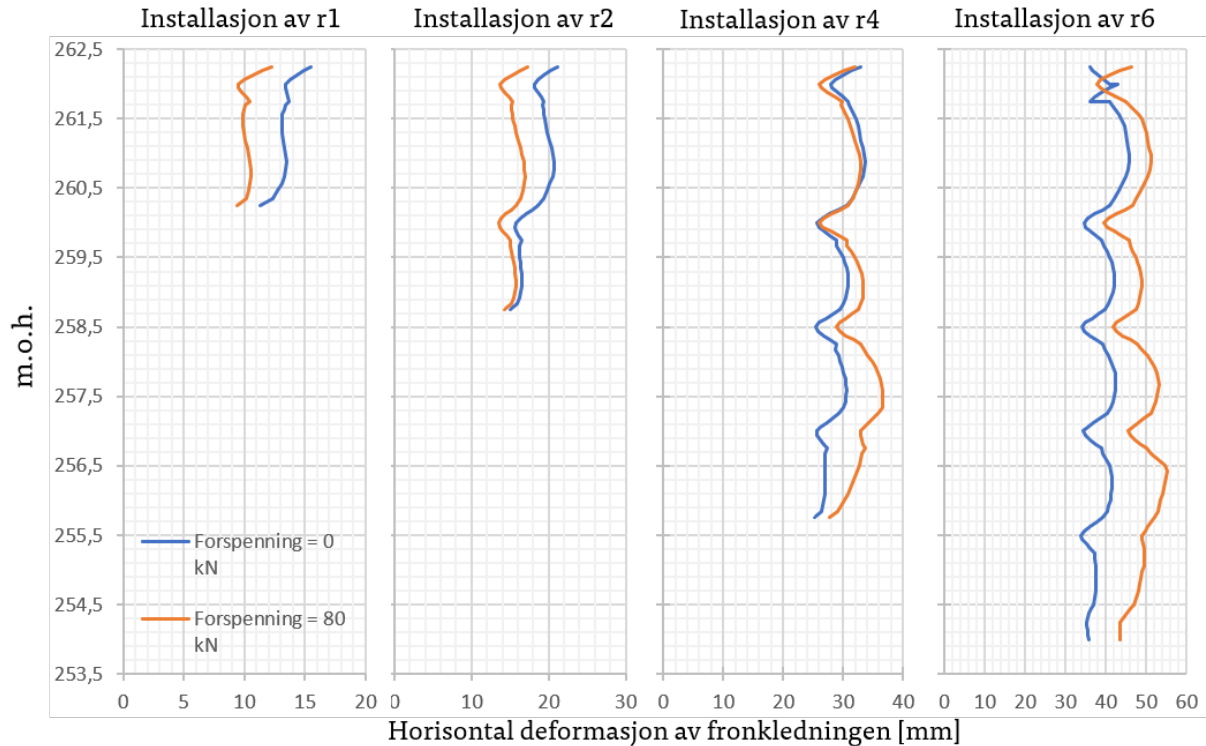 Installasjon av r1
Installasjon av r2
Installasjon av r4
Installasjon av r6
262,5
261,5
260,5
259,5
258,5
257,5
256,5
255,5
254,5
253,5
m.o.h.
Forspenning = 0
kN
Forspenning = 80
kN
0 5 10 15 20
0 10 20 30
0 10 20 30 40
0 10 20 30 40 50 60
Horisontal deformasjon av fronkledningen [mm]